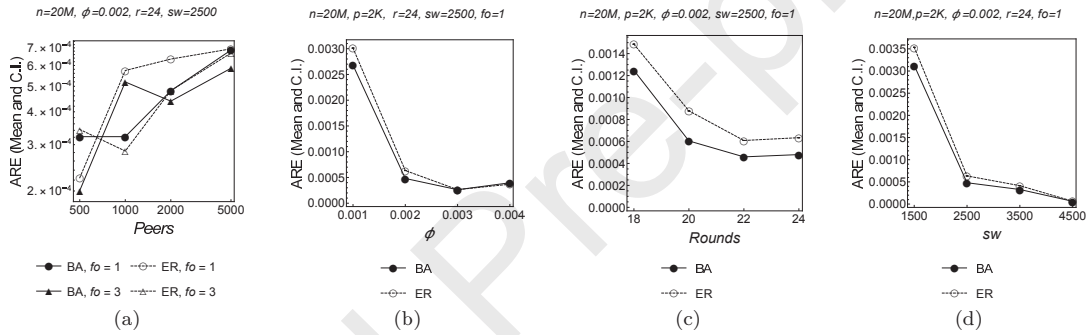 n=20M, ϕ=0.002, r=24, sw=2500
ARE (Mean and C.I.)
7. × 10⁻⁴
6. × 10⁻⁴
5. × 10⁻⁴
4. × 10⁻⁴
3. × 10⁻⁴
2. × 10⁻⁴
500 1000 2000 5000
Peers
BA, fo = 1 ER, fo = 1
BA, fo = 3 ER, fo = 3
(a)
n=20M, p=2K, r=24, sw=2500, fo=1
ARE (Mean and C.I.)
0.0030
0.0025
0.0020
0.0015
0.0010
0.0005
0.0000
0.001 0.002 0.003 0.004
ϕ
BA
ER
(b)
n=20M, p=2K, ϕ=0.002, sw=2500, fo=1
ARE (Mean and C.I.)
0.0014
0.0012
0.0010
0.0008
0.0006
0.0004
0.0002
0.0000
18 20 22 24
Rounds
BA
ER
(c)
n=20M,p=2K, ϕ=0.002, r=24, fo=1
ARE (Mean and C.I.)
0.0035
0.0030
0.0025
0.0020
0.0015
0.0010
0.0005
0.0000
1500 2500 3500 4500
sw
BA
ER
(d)
l Pre-p